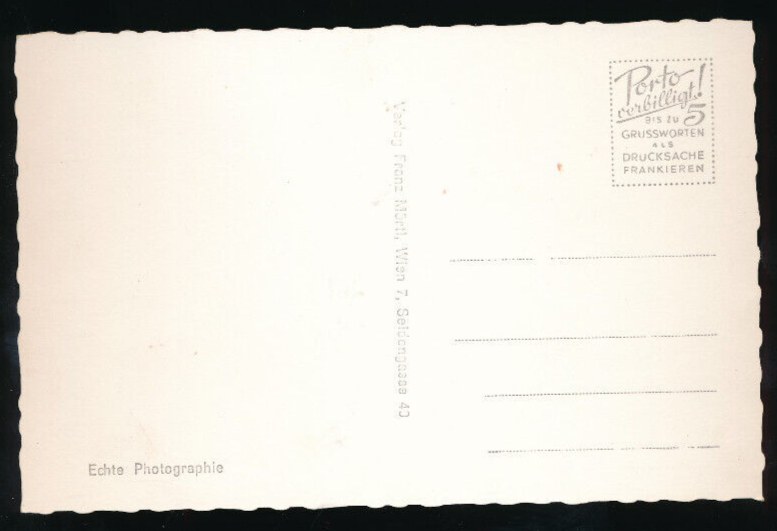 Porto
verbilligt!
BIS ZU 5
GRUSSWORTEN
ALS
DRUCKSACHE
FRANKIEREN
Verlag Franz Mörtl, Wien 7, Seidengasse 40
Echte Photographie